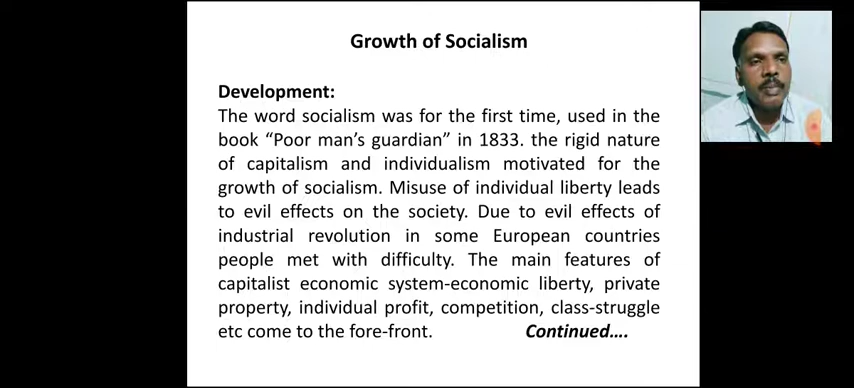 Growth of Socialism
Development:
The word socialism was for the first time, used in the
book “Poor man’s guardian” in 1833. the rigid nature
of capitalism and individualism motivated for the
growth of socialism. Misuse of individual liberty leads
to evil effects on the society. Due to evil effects of
industrial revolution in some European countries
people met with difficulty. The main features of
capitalist economic system-economic liberty, private
property, individual profit, competition, class-struggle
etc come to the fore-front. Continued….